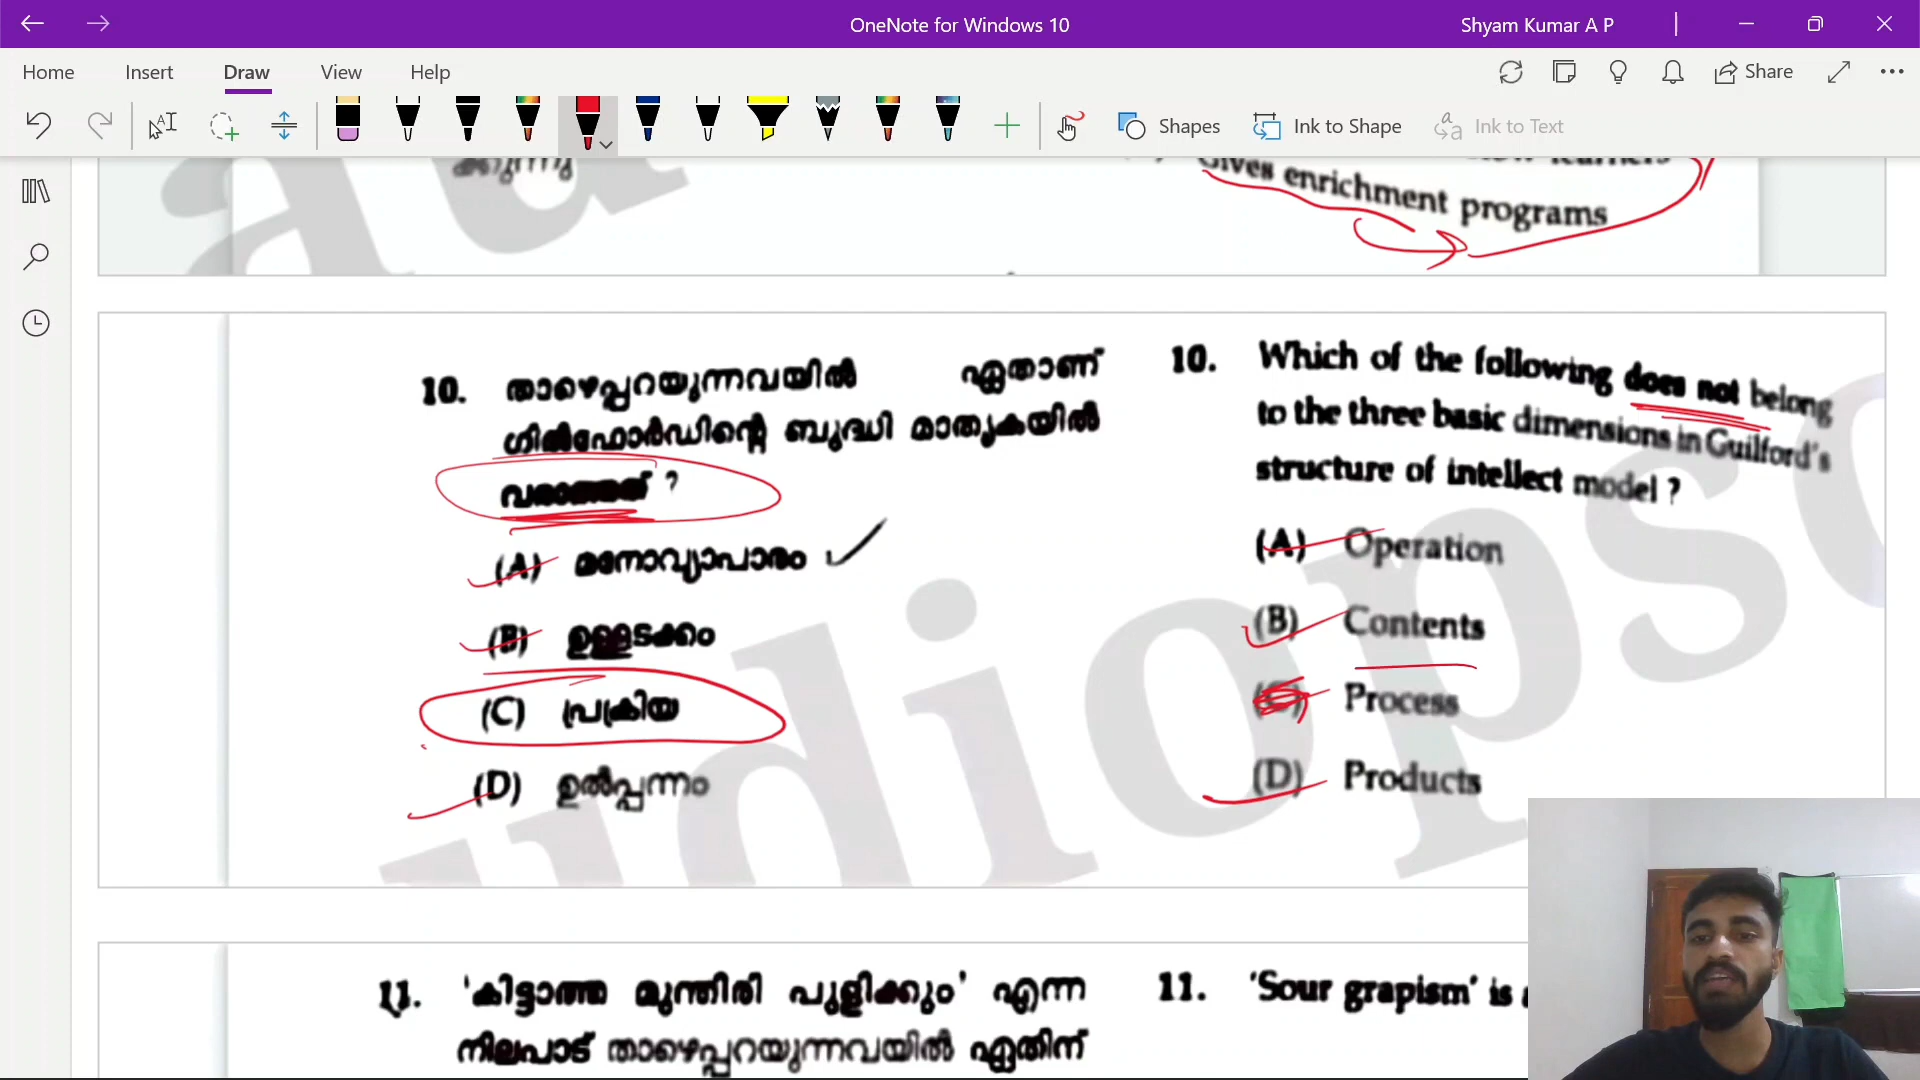 OneNote for Windows 10
Shyam Kumar A P
Home Insert Draw View Help
Share
Shapes Ink to Shape Ink to Text
ക്കുന്നു
Gives enrichment programs
10. താഴെപ്പറയുന്നവയിൽ ഏതാണ്
ഗിൽഫോർഡിന്റെ ബുദ്ധി മാതൃകയിൽ
വരാത്തത് ?
(A) മനോവ്യാപാരം
(B) ഉള്ളടക്കം
(C) പ്രക്രിയ
(D) ഉൽപ്പന്നം
10. Which of the following does not belong
to the three basic dimensions in Guilford's
structure of intellect model ?
(A) Operation
(B) Contents
(C) Process
(D) Products
11. 'കിട്ടാത്ത മുന്തിരി പുളിക്കും' എന്ന
നിലപാട് താഴെപ്പറയുന്നവയിൽ ഏതിന്
11. 'Sour grapism' is